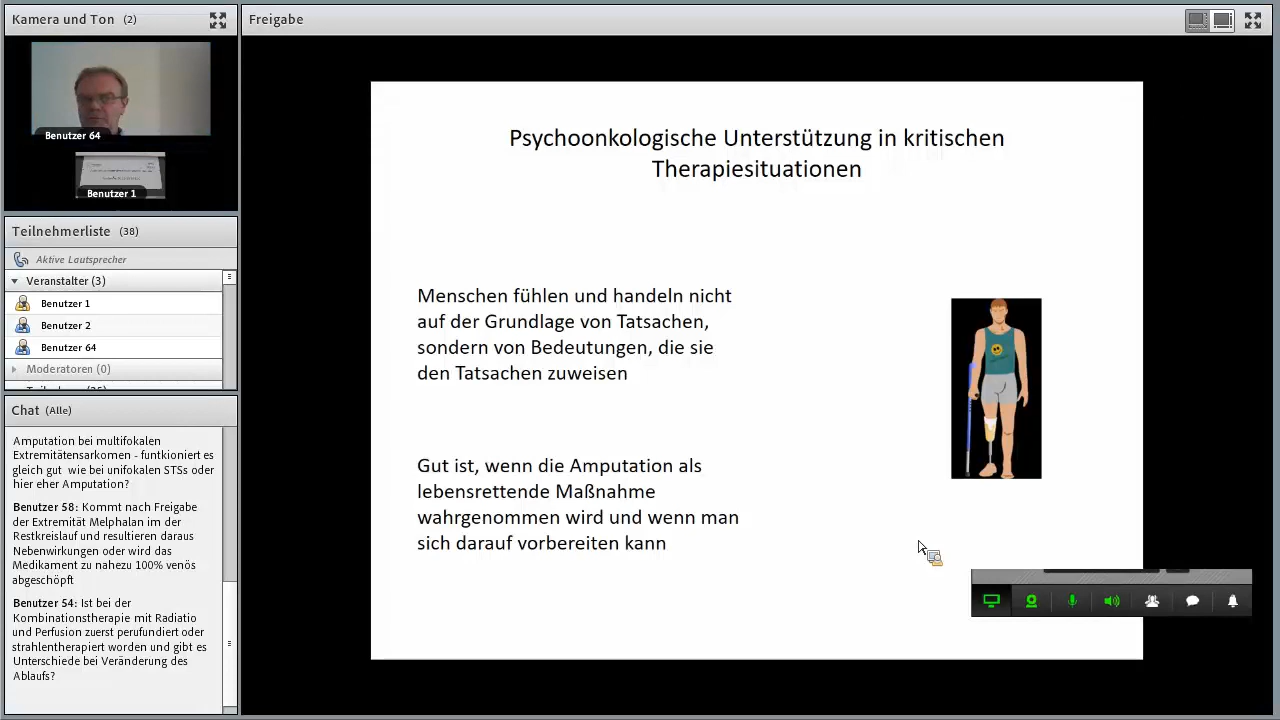 Kamera und Ton (2)
Benutzer 64
Benutzer 1
Teilnehmerliste (38)
Aktive Lautsprecher
Veranstalter (3)
Benutzer 1
Benutzer 2
Benutzer 64
Moderatoren (0)
Chat (Alle)
Amputation bei multifokalen
Extremitätensarkomen - funtkioniert es
gleich gut wie bei unifokalen STSs oder
hier eher Amputation?
Benutzer 58: Kommt nach Freigabe
der Extremität Melphalan im der
Restkreislauf und resultieren daraus
Nebenwirkungen oder wird das
Medikament zu nahezu 100% venös
abgeschöpft
Benutzer 54: Ist bei der
Kombinationstherapie mit Radiatio
und Perfusion zuerst perufundiert oder
strahlentherapiert worden und gibt es
Unterschiede bei Veränderung des
Ablaufs?
Freigabe
Psychoonkologische Unterstützung in kritischen
Therapiesituationen
Menschen fühlen und handeln nicht
auf der Grundlage von Tatsachen,
sondern von Bedeutungen, die sie
den Tatsachen zuweisen
Gut ist, wenn die Amputation als
lebensrettende Maßnahme
wahrgenommen wird und wenn man
sich darauf vorbereiten kann